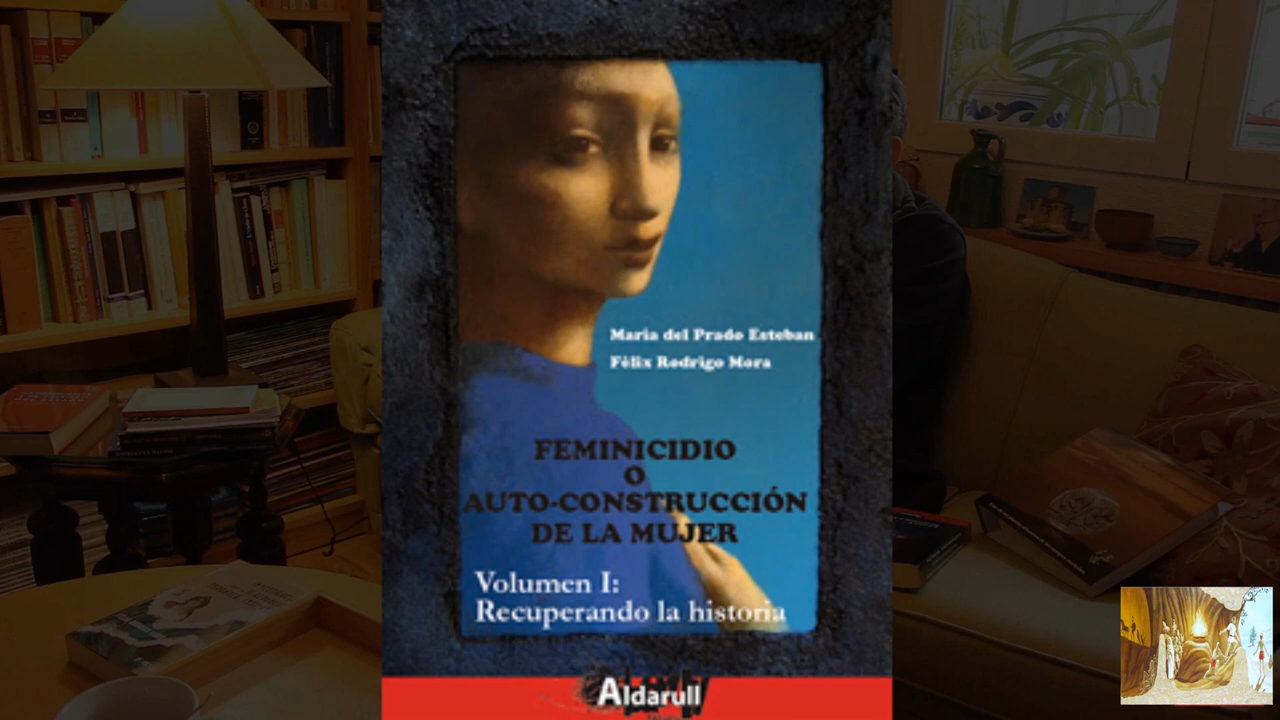 María del Prado Esteban
Félix Rodrigo Mora
FEMINICIDIO
O
AUTO-CONSTRUCCIÓN
DE LA MUJER
Volumen I:
Recuperando la historia
Aldarull